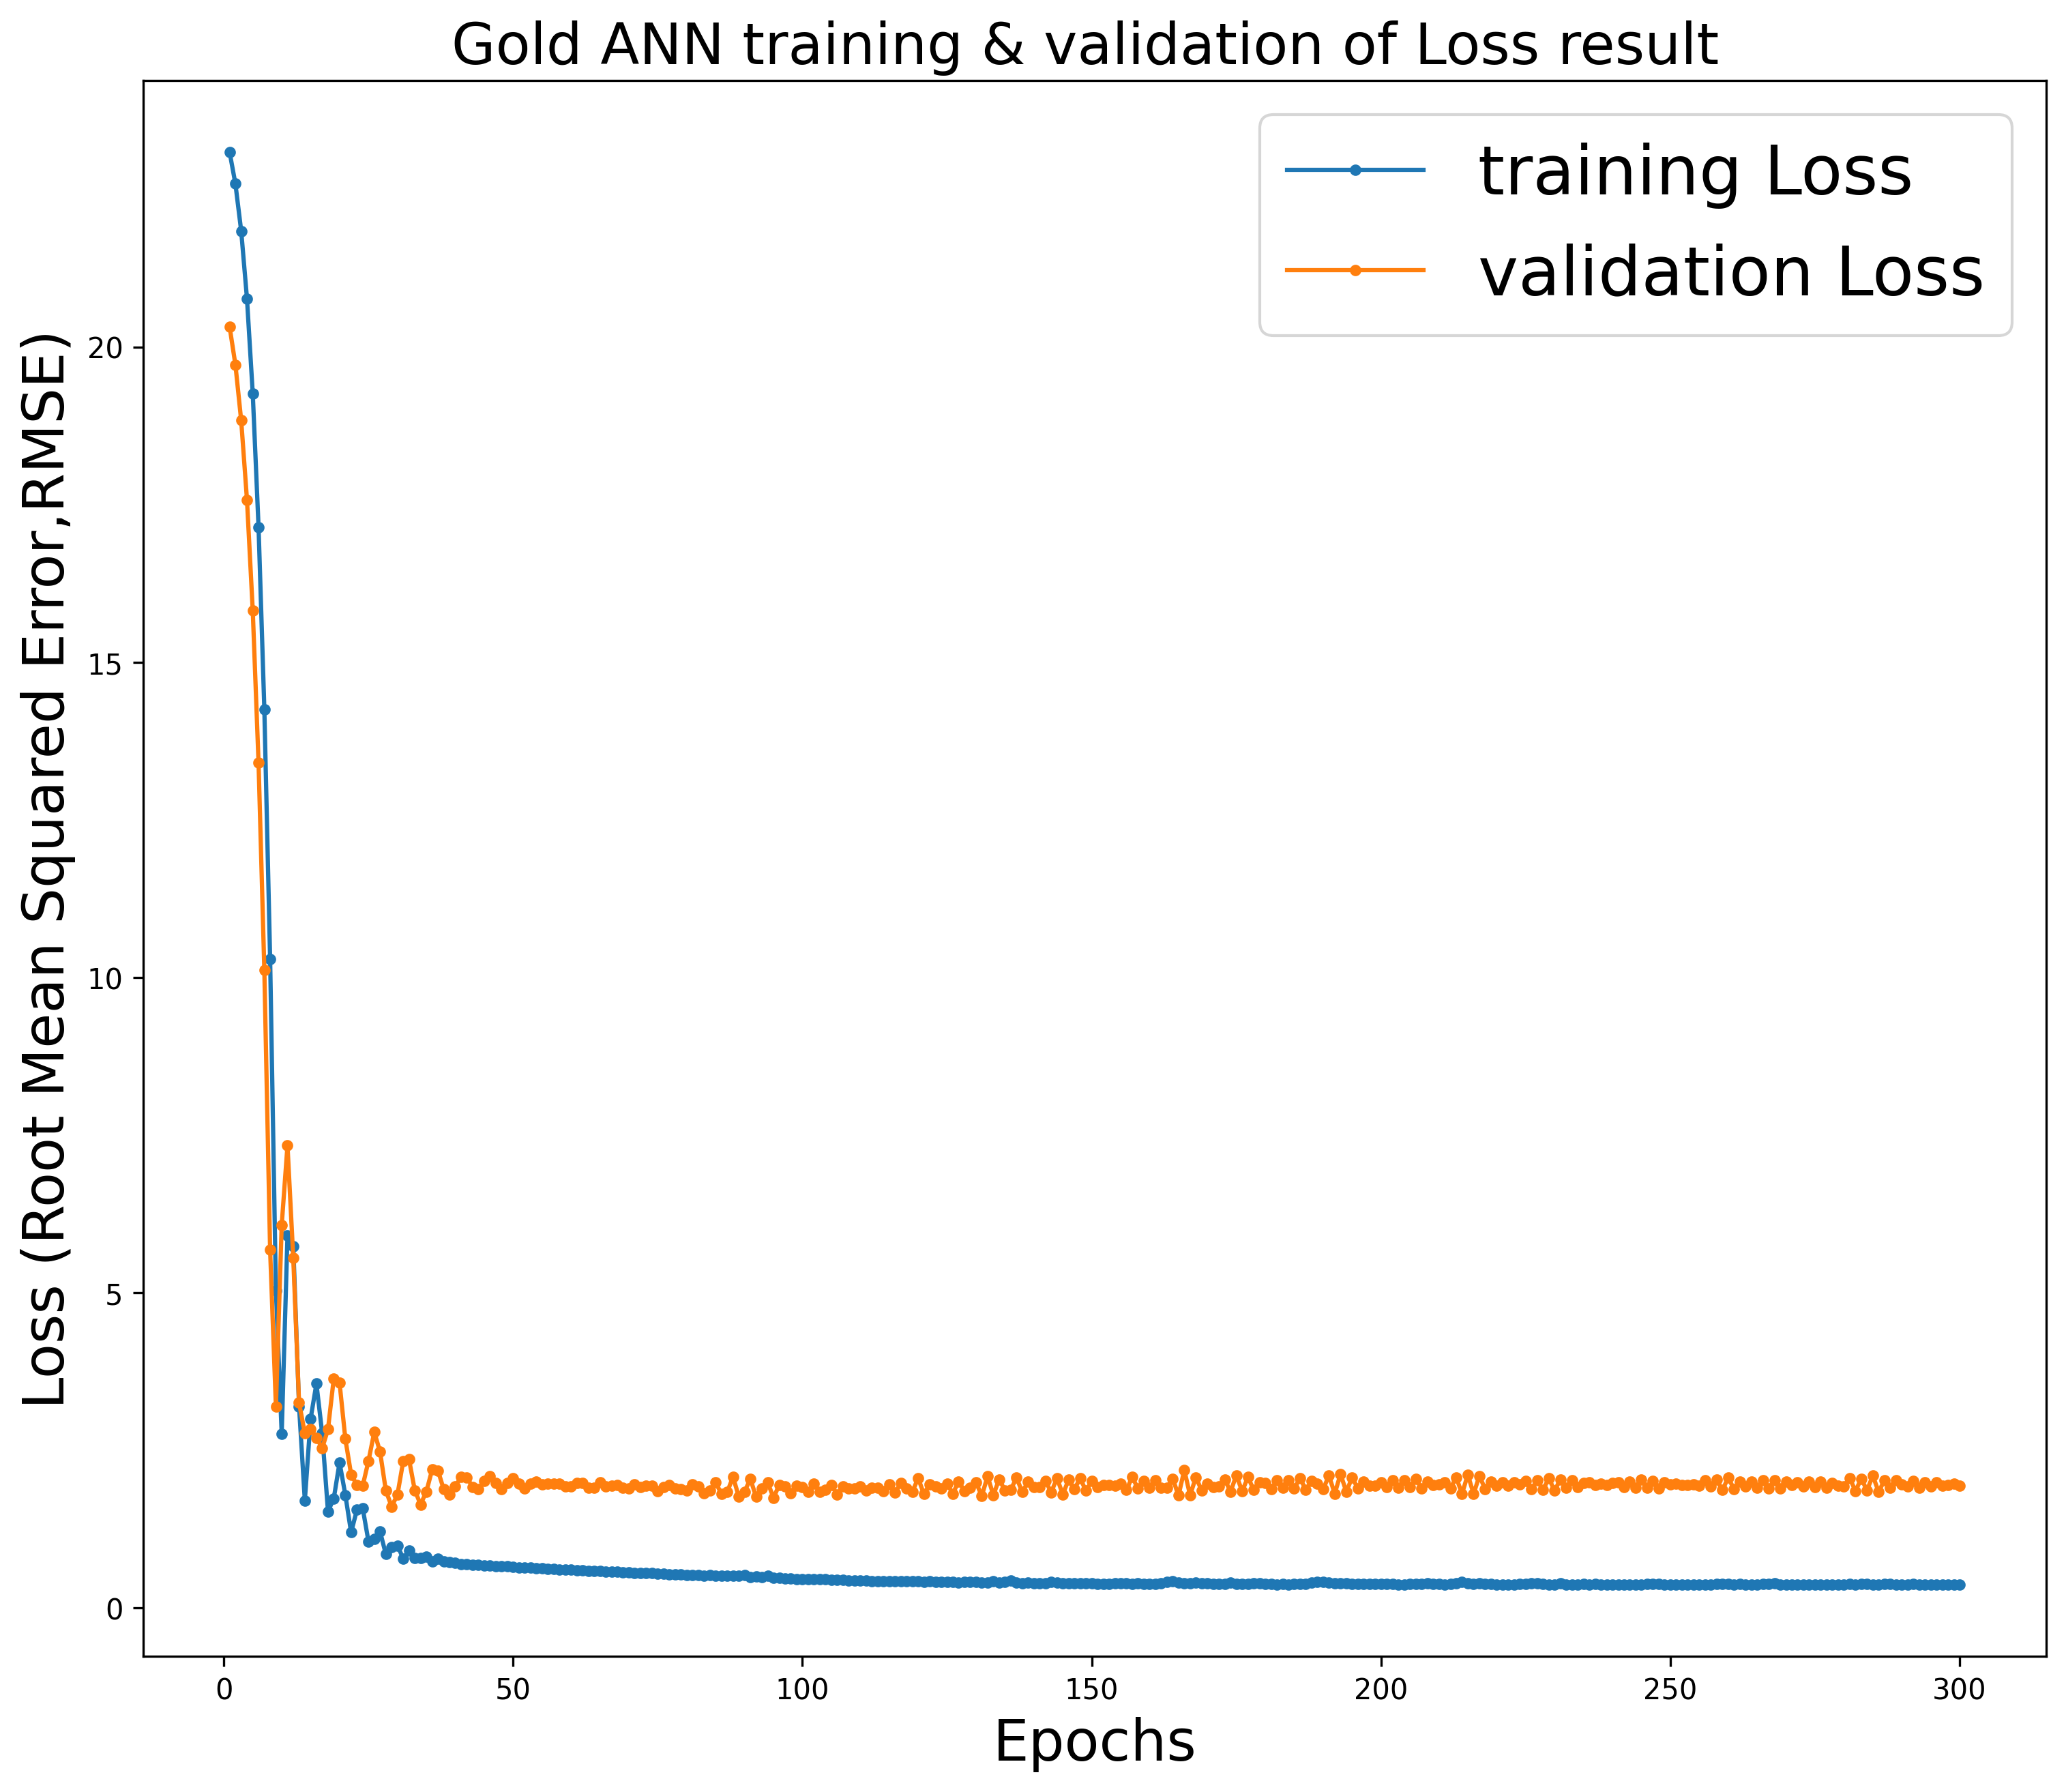 Gold ANN training & validation of Loss result
training Loss
validation Loss
Loss (Root Mean Squared Error,RMSE)
20
15
10
5
0
0 50 100 150 200 250 300
Epochs